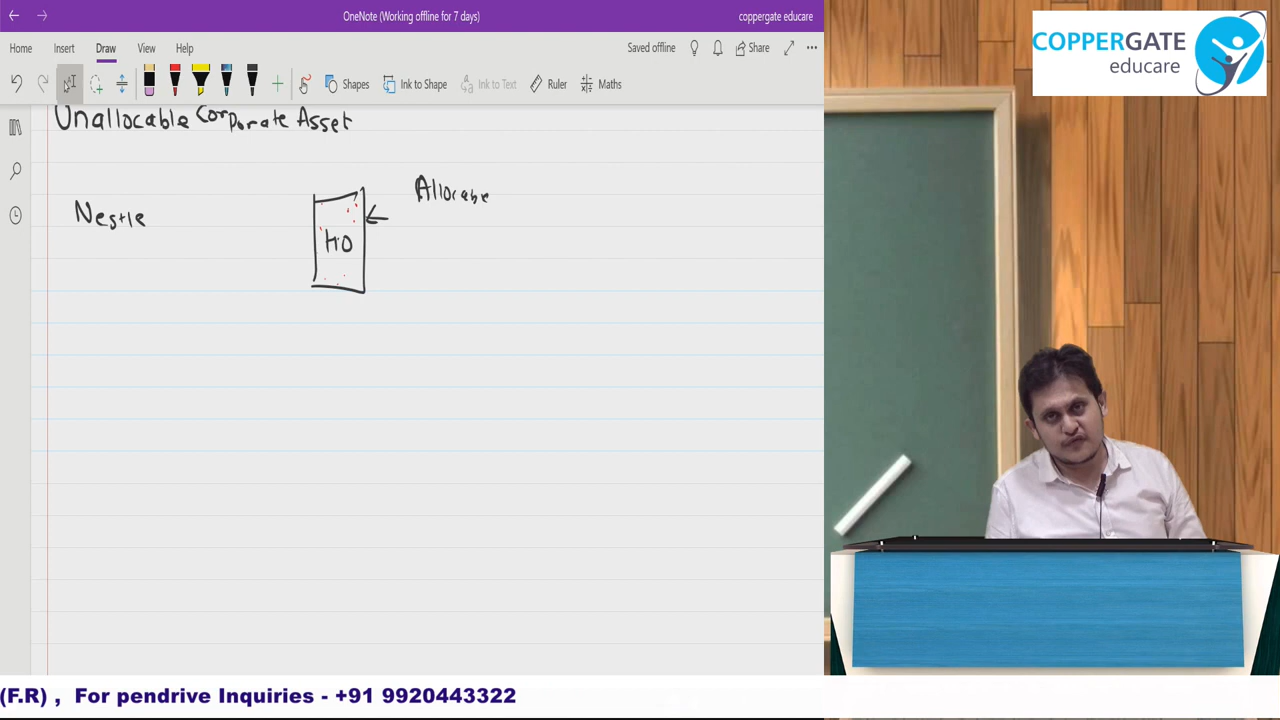 OneNote (Working offline for 7 days)
coppergate educare
Home Insert Draw View Help
Saved offline Share
Shapes Ink to Shape Ink to Text Ruler Maths
Unallocable Corporate Asset
Nestle
HO
Allocabe
COPPERGATE
educare
(F.R) , For pendrive Inquiries - +91 9920443322